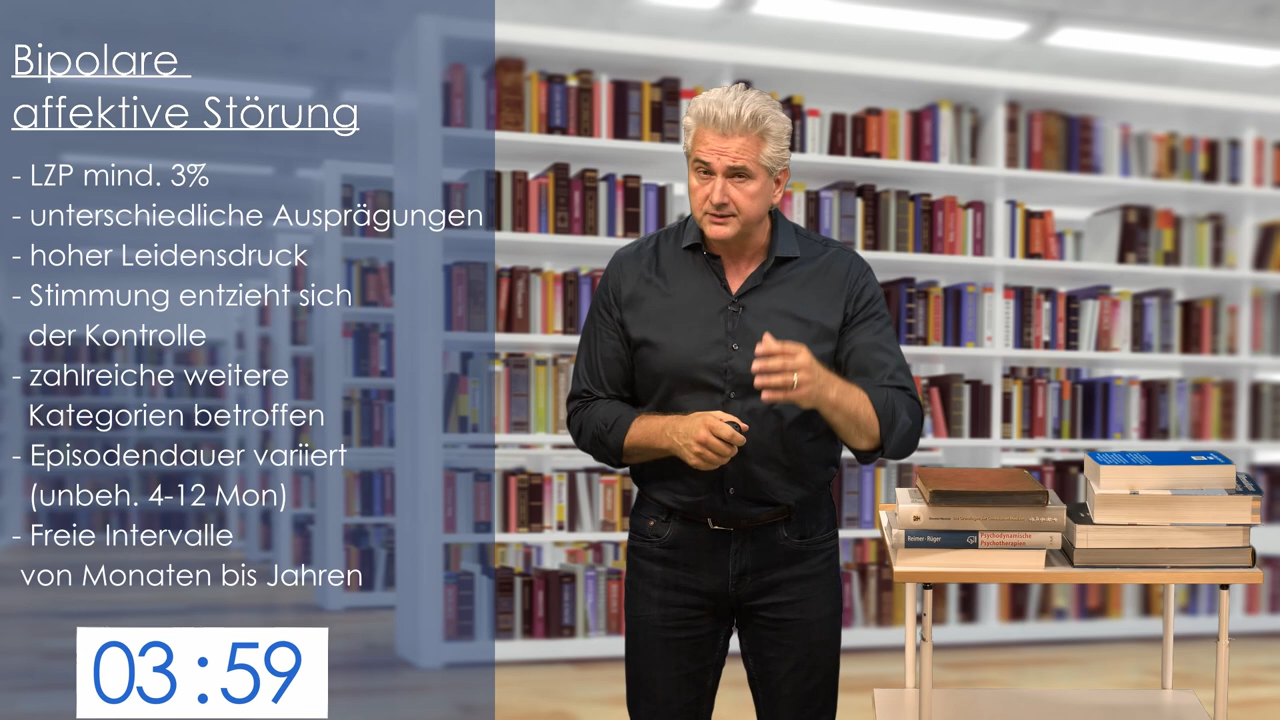 Bipolare
affektive Störung
- LZP mind. 3%
- unterschiedliche Ausprägungen
- hoher Leidensdruck
- Stimmung entzieht sich
der Kontrolle
- zahlreiche weitere
Kategorien betroffen
- Episodendauer variiert
(unbeh. 4-12 Mon)
- Freie Intervalle
von Monaten bis Jahren
03:59
Reimer · Rüger
Psychodynamische
Psychotherapien